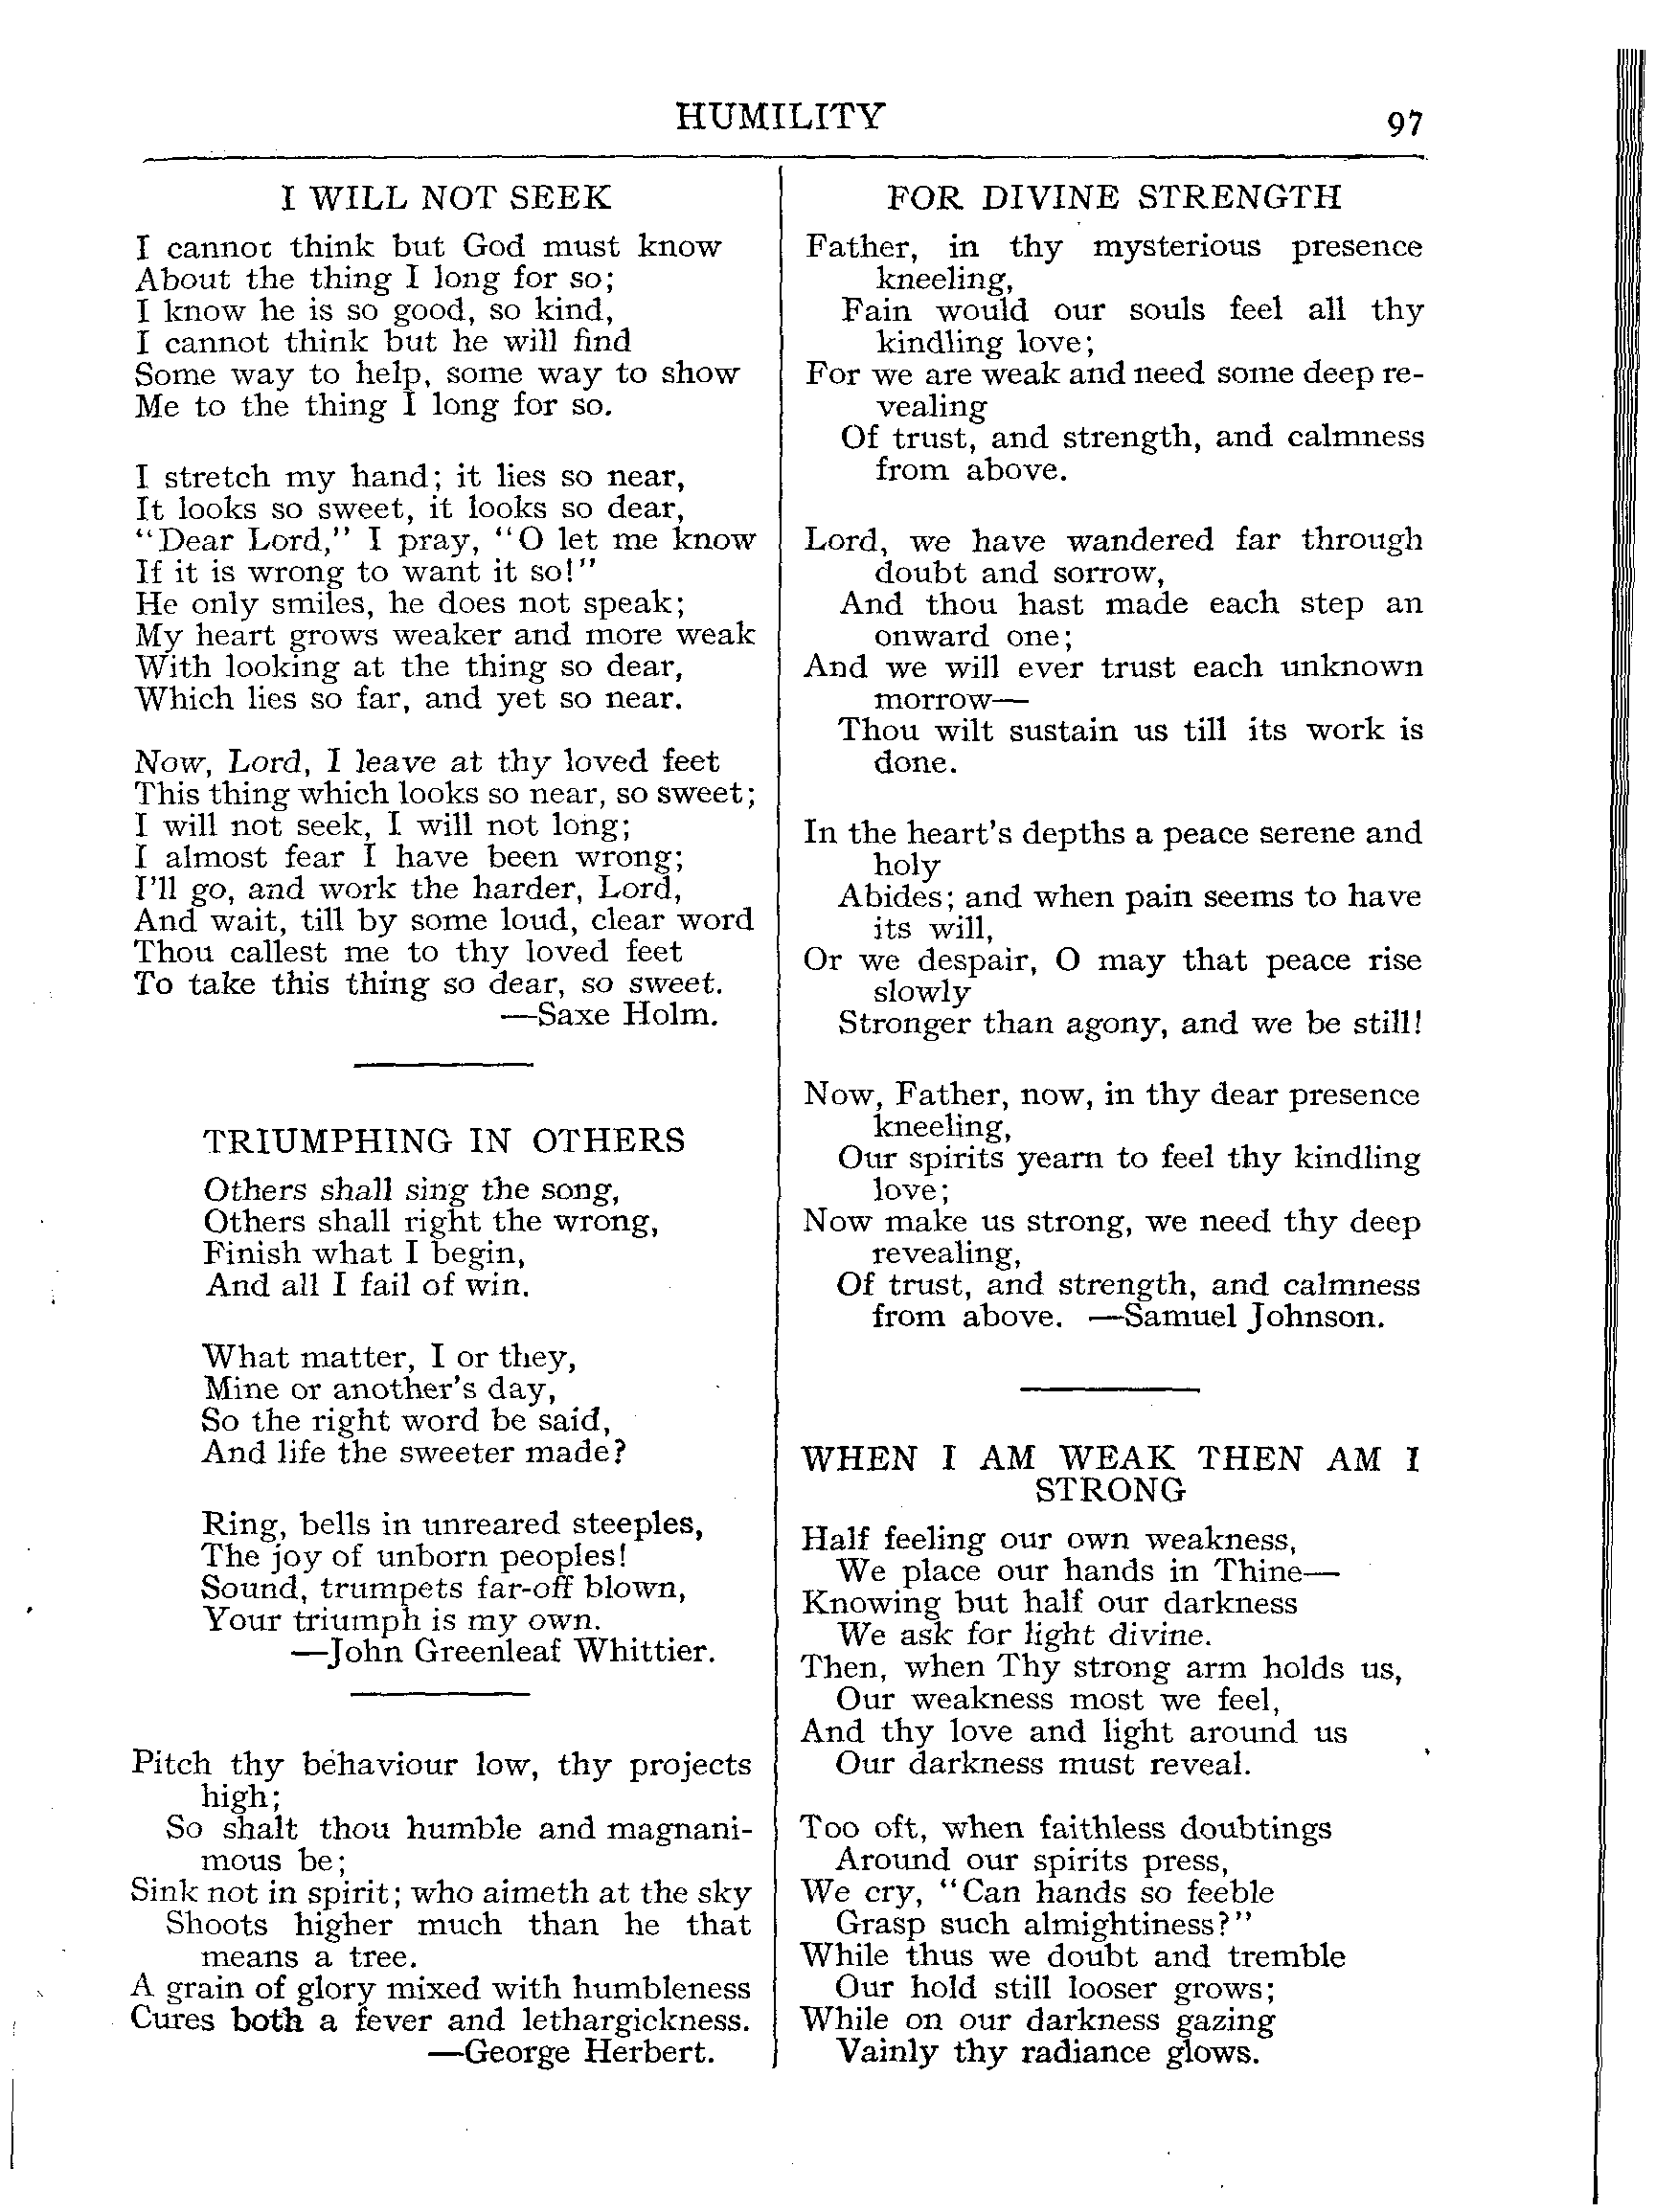 HUMILITY
97
I WILL NOT SEEK
I cannot think but God must know
About the thing I long for so;
I know he is so good, so kind,
I cannot think but he will find
Some way to help, some way to show
Me to the thing I long for so.
I stretch my hand; it lies so near,
It looks so sweet, it looks so dear,
"Dear Lord," I pray, "O let me know
If it is wrong to want it so!"
He only smiles, he does not speak;
My heart grows weaker and more weak
With looking at the thing so dear,
Which lies so far, and yet so near.
Now, Lord, I leave at thy loved feet
This thing which looks so near, so sweet;
I will not seek, I will not long;
I almost fear I have been wrong;
I'll go, and work the harder, Lord,
And wait, till by some loud, clear word
Thou callest me to thy loved feet
To take this thing so dear, so sweet.
—Saxe Holm.
TRIUMPHING IN OTHERS
Others shall sing the song,
Others shall right the wrong,
Finish what I begin,
And all I fail of win.
What matter, I or they,
Mine or another's day,
So the right word be said,
And life the sweeter made?
Ring, bells in unreared steeples,
The joy of unborn peoples!
Sound, trumpets far-off blown,
Your triumph is my own.
—John Greenleaf Whittier.
Pitch thy behaviour low, thy projects
high;
So shalt thou humble and magnani-
mous be;
Sink not in spirit; who aimeth at the sky
Shoots higher much than he that
means a tree.
A grain of glory mixed with humbleness
Cures both a fever and lethargickness.
—George Herbert.
FOR DIVINE STRENGTH
Father, in thy mysterious presence
kneeling,
Fain would our souls feel all thy
kindling love;
For we are weak and need some deep re-
vealing
Of trust, and strength, and calmness
from above.
Lord, we have wandered far through
doubt and sorrow,
And thou hast made each step an
onward one;
And we will ever trust each unknown
morrow—
Thou wilt sustain us till its work is
done.
In the heart's depths a peace serene and
holy
Abides; and when pain seems to have
its will,
Or we despair, O may that peace rise
slowly
Stronger than agony, and we be still!
Now, Father, now, in thy dear presence
kneeling,
Our spirits yearn to feel thy kindling
love;
Now make us strong, we need thy deep
revealing,
Of trust, and strength, and calmness
from above. —Samuel Johnson.
WHEN I AM WEAK THEN AM I
STRONG
Half feeling our own weakness,
We place our hands in Thine—
Knowing but half our darkness
We ask for light divine.
Then, when Thy strong arm holds us,
Our weakness most we feel,
And thy love and light around us
Our darkness must reveal.
Too oft, when faithless doubtings
Around our spirits press,
We cry, "Can hands so feeble
Grasp such almightiness?"
While thus we doubt and tremble
Our hold still looser grows;
While on our darkness gazing
Vainly thy radiance glows.